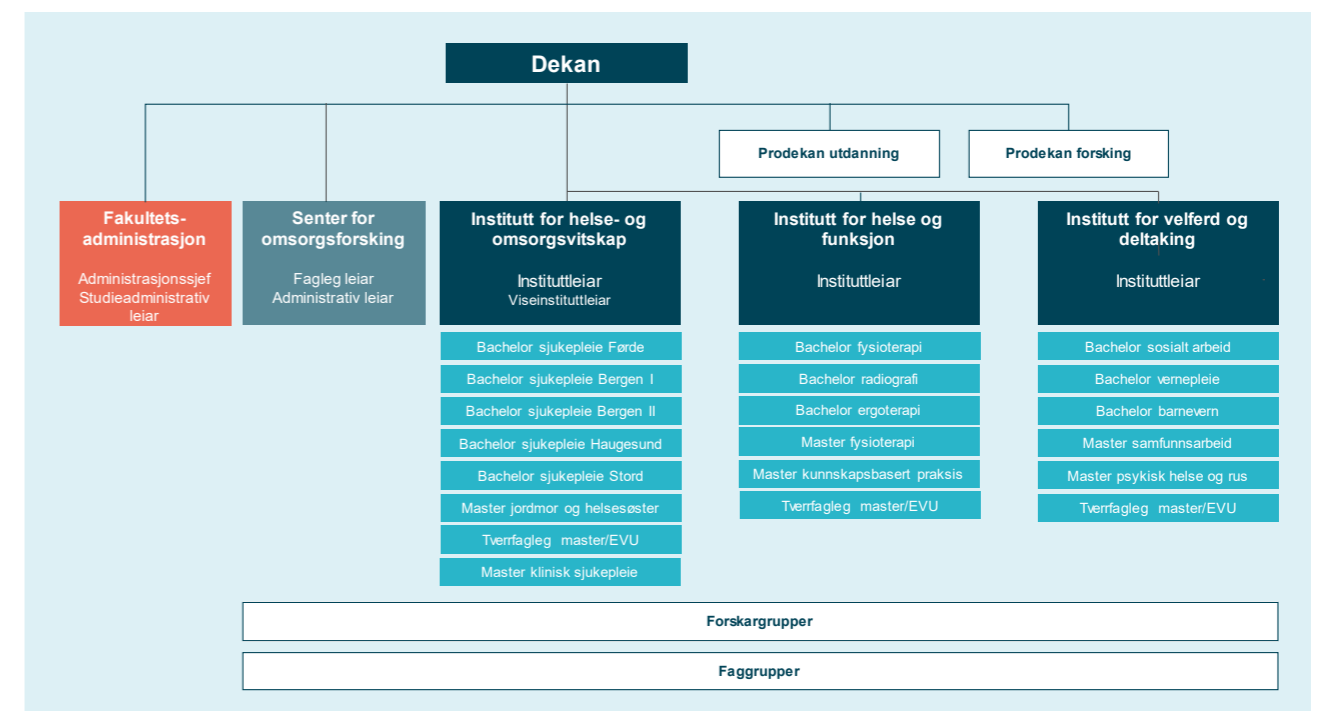 Dekan
Prodekan utdanning
Prodekan forsking
Fakultets-
administrasjon
Administrasjonssjef
Studieadministrativ
leiar
Senter for
omsorgsforsking
Fagleg leiar
Administrativ leiar
Institutt for helse- og
omsorgsvitskap
Instituttleiar
Viseinstituttleiar
Bachelor sjukepleie Førde
Bachelor sjukepleie Bergen I
Bachelor sjukepleie Bergen II
Bachelor sjukepleie Haugesund
Bachelor sjukepleie Stord
Master jordmor og helsesøster
Tverrfagleg master/EVU
Master klinisk sjukepleie
Institutt for helse og
funksjon
Instituttleiar
Bachelor fysioterapi
Bachelor radiografi
Bachelor ergoterapi
Master fysioterapi
Master kunnskapsbasert praksis
Tverrfagleg master/EVU
Institutt for velferd og
deltaking
Instituttleiar
Bachelor sosialt arbeid
Bachelor vernepleie
Bachelor barnevern
Master samfunnsarbeid
Master psykisk helse og rus
Tverrfagleg master/EVU
Forskargrupper
Faggrupper